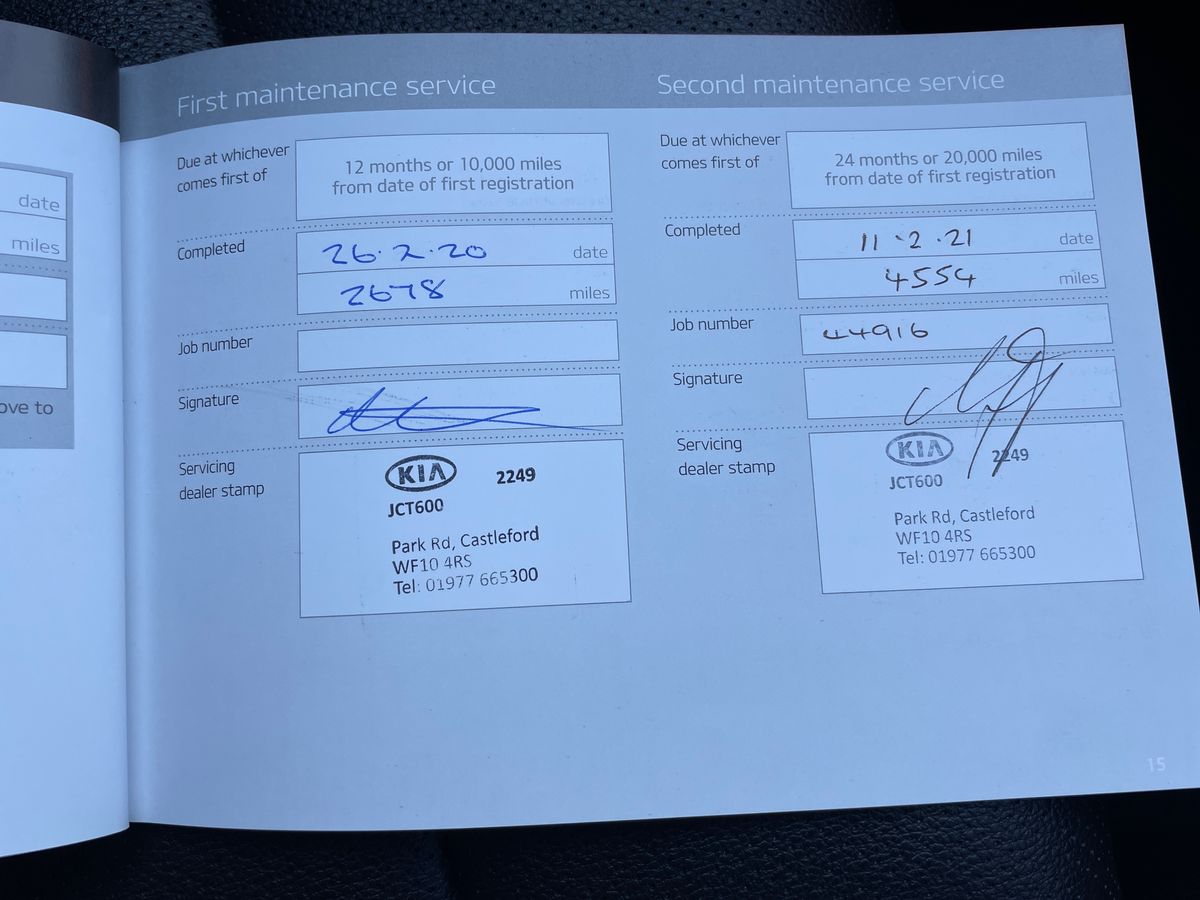 date
miles
ove to
First maintenance service
Due at whichever
comes first of
12 months or 10,000 miles
from date of first registration
Completed
26.2.20 date
2678 miles
Job number
Signature
Servicing
dealer stamp
KIA 2249
JCT600
Park Rd, Castleford
WF10 4RS
Tel: 01977 665300
Second maintenance service
Due at whichever
comes first of
24 months or 20,000 miles
from date of first registration
Completed
11.2.21 date
4554 miles
Job number
44916
Signature
Servicing
dealer stamp
KIA 2249
JCT600
Park Rd, Castleford
WF10 4RS
Tel: 01977 665300
15